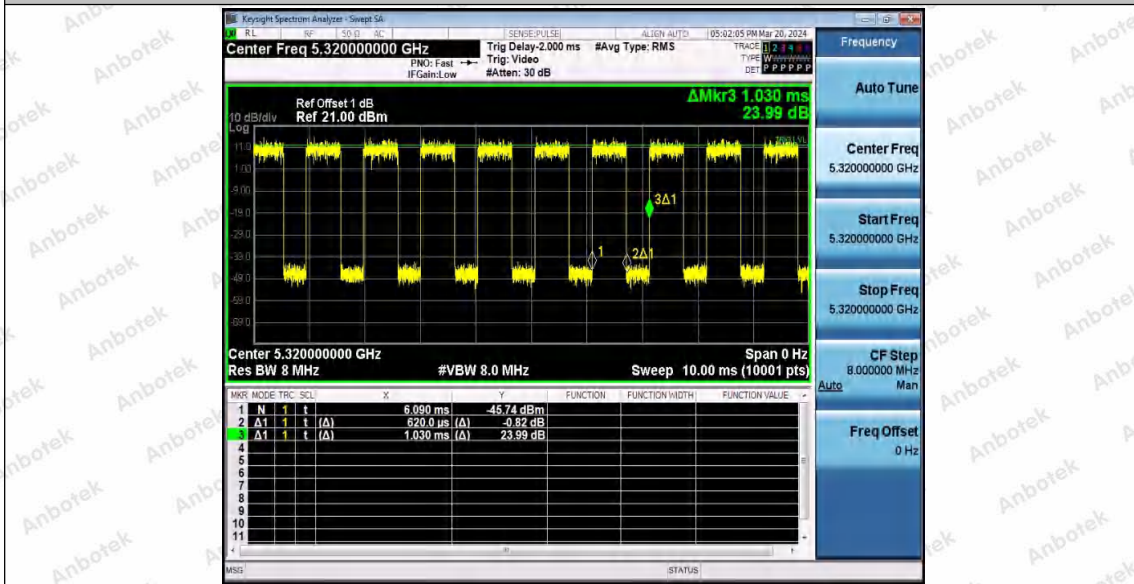 Keysight Spectrum Analyzer - Swept SA
RL RF 50 Ω AC SENSE:PULSE ALIGN AUTO 05:02:05 PM Mar 20, 2024
Center Freq 5.320000000 GHz
PNO: Fast
IFGain:Low
Trig Delay-2.000 ms
Trig: Video
#Atten: 30 dB
#Avg Type: RMS
TRACE 1 2 3 4 5 6
TYPE W
DET P P P P P P
ΔMkr3 1.030 ms
23.99 dB
Ref Offset 1 dB
10 dB/div Ref 21.00 dBm
Log
11.0
1.00
-9.00
-19.0
-29.0
-39.0
-49.0
-59.0
-69.0
TRIG LVL
3Δ1
1
2Δ1
Center 5.320000000 GHz Span 0 Hz
Res BW 8 MHz #VBW 8.0 MHz Sweep 10.00 ms (10001 pts)
MKR MODE TRC SCL X Y FUNCTION FUNCTION WIDTH FUNCTION VALUE
1 N 1 t 6.090 ms -45.74 dBm
2 Δ1 1 t (Δ) 620.0 µs (Δ) -0.82 dB
3 Δ1 1 t (Δ) 1.030 ms (Δ) 23.99 dB
4
5
6
7
8
9
10
11
MSG STATUS
Frequency
Auto Tune
Center Freq
5.320000000 GHz
Start Freq
5.320000000 GHz
Stop Freq
5.320000000 GHz
CF Step
8.000000 MHz
Auto Man
Freq Offset
0 Hz
Anbotek